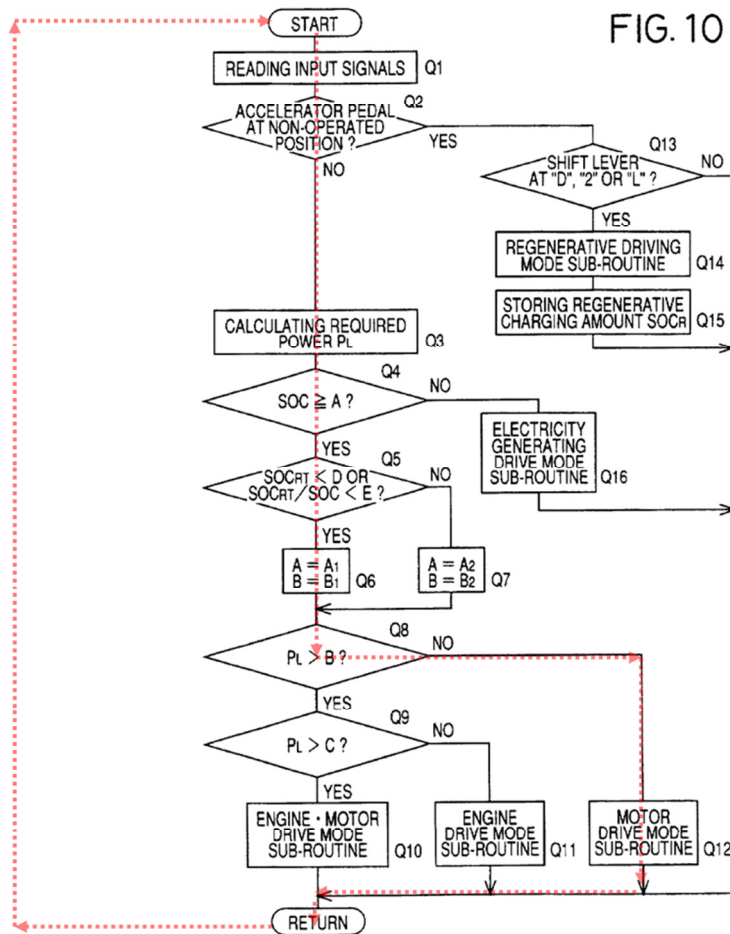 FIG. 10
START
READING INPUT SIGNALS
Q1
Q2
ACCELERATOR PEDAL
AT NON-OPERATED
POSITION ?
YES
NO
Q13
SHIFT LEVER
AT "D", "2" OR "L" ?
NO
YES
REGENERATIVE DRIVING
MODE SUB-ROUTINE
Q14
STORING REGENERATIVE
CHARGING AMOUNT SOCR
Q15
CALCULATING REQUIRED
POWER PL
Q3
Q4
SOC ≧ A ?
NO
YES
ELECTRICITY
GENERATING
DRIVE MODE
SUB-ROUTINE
Q16
Q5
SOCRT < D OR
SOCRT/SOC < E ?
NO
YES
A = A1
B = B1
Q6
A = A2
B = B2
Q7
Q8
PL > B ?
NO
YES
Q9
PL > C ?
NO
YES
ENGINE・MOTOR
DRIVE MODE
SUB-ROUTINE
Q10
ENGINE
DRIVE MODE
SUB-ROUTINE
Q11
MOTOR
DRIVE MODE
SUB-ROUTINE
Q12
RETURN